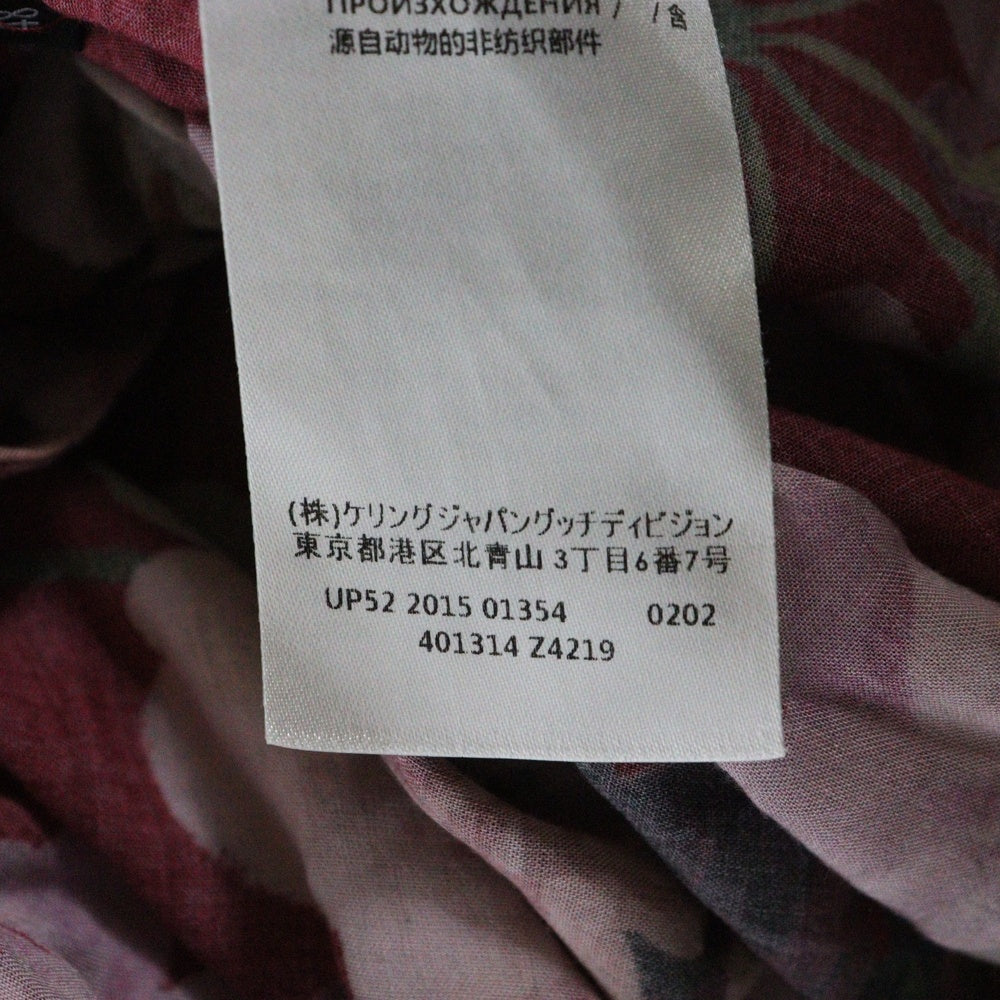 ПРОИЗХОЖДЕНИЯ / / 含
源自动物的非纺织部件
(株)ケリングジャパングッチディビジョン
東京都港区北青山 3丁目6番7号
UP52 2015 01354 0202
401314 Z4219